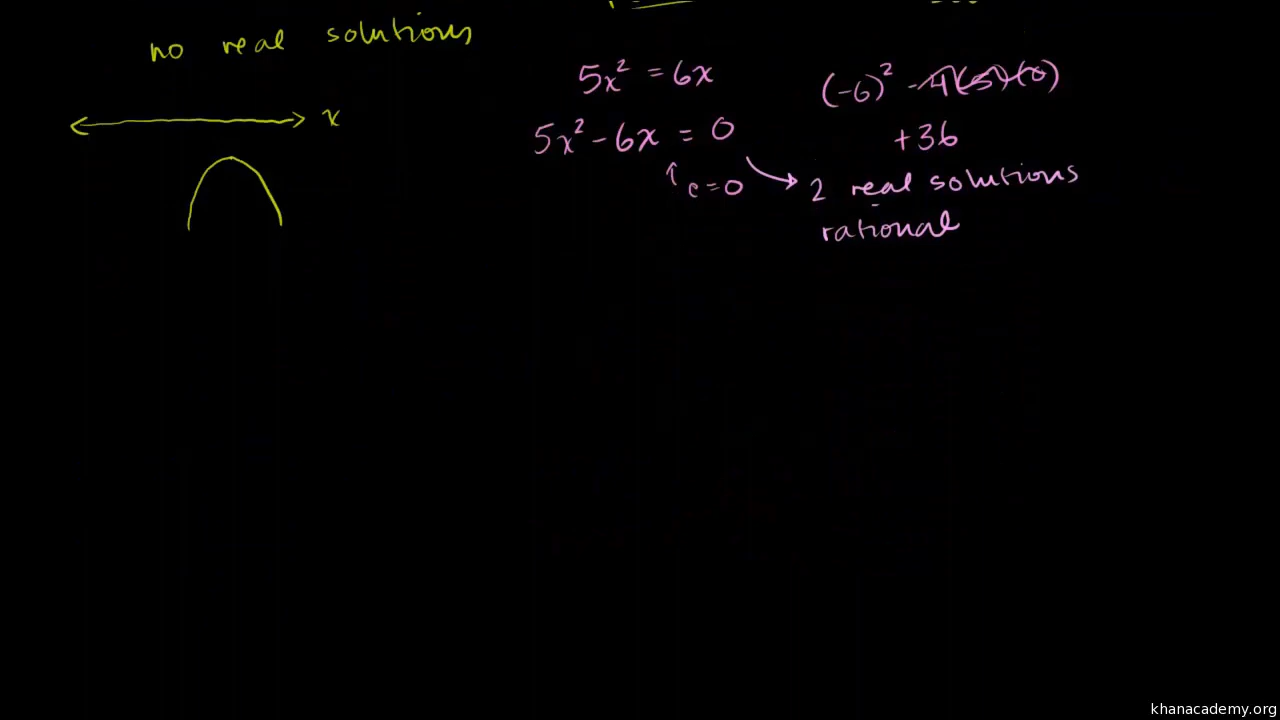 no real solutions
x
5x² = 6x
5x² - 6x = 0
c = 0
(-6)² - 4(5)(0)
+36
2 real solutions
rational
khanacademy.org